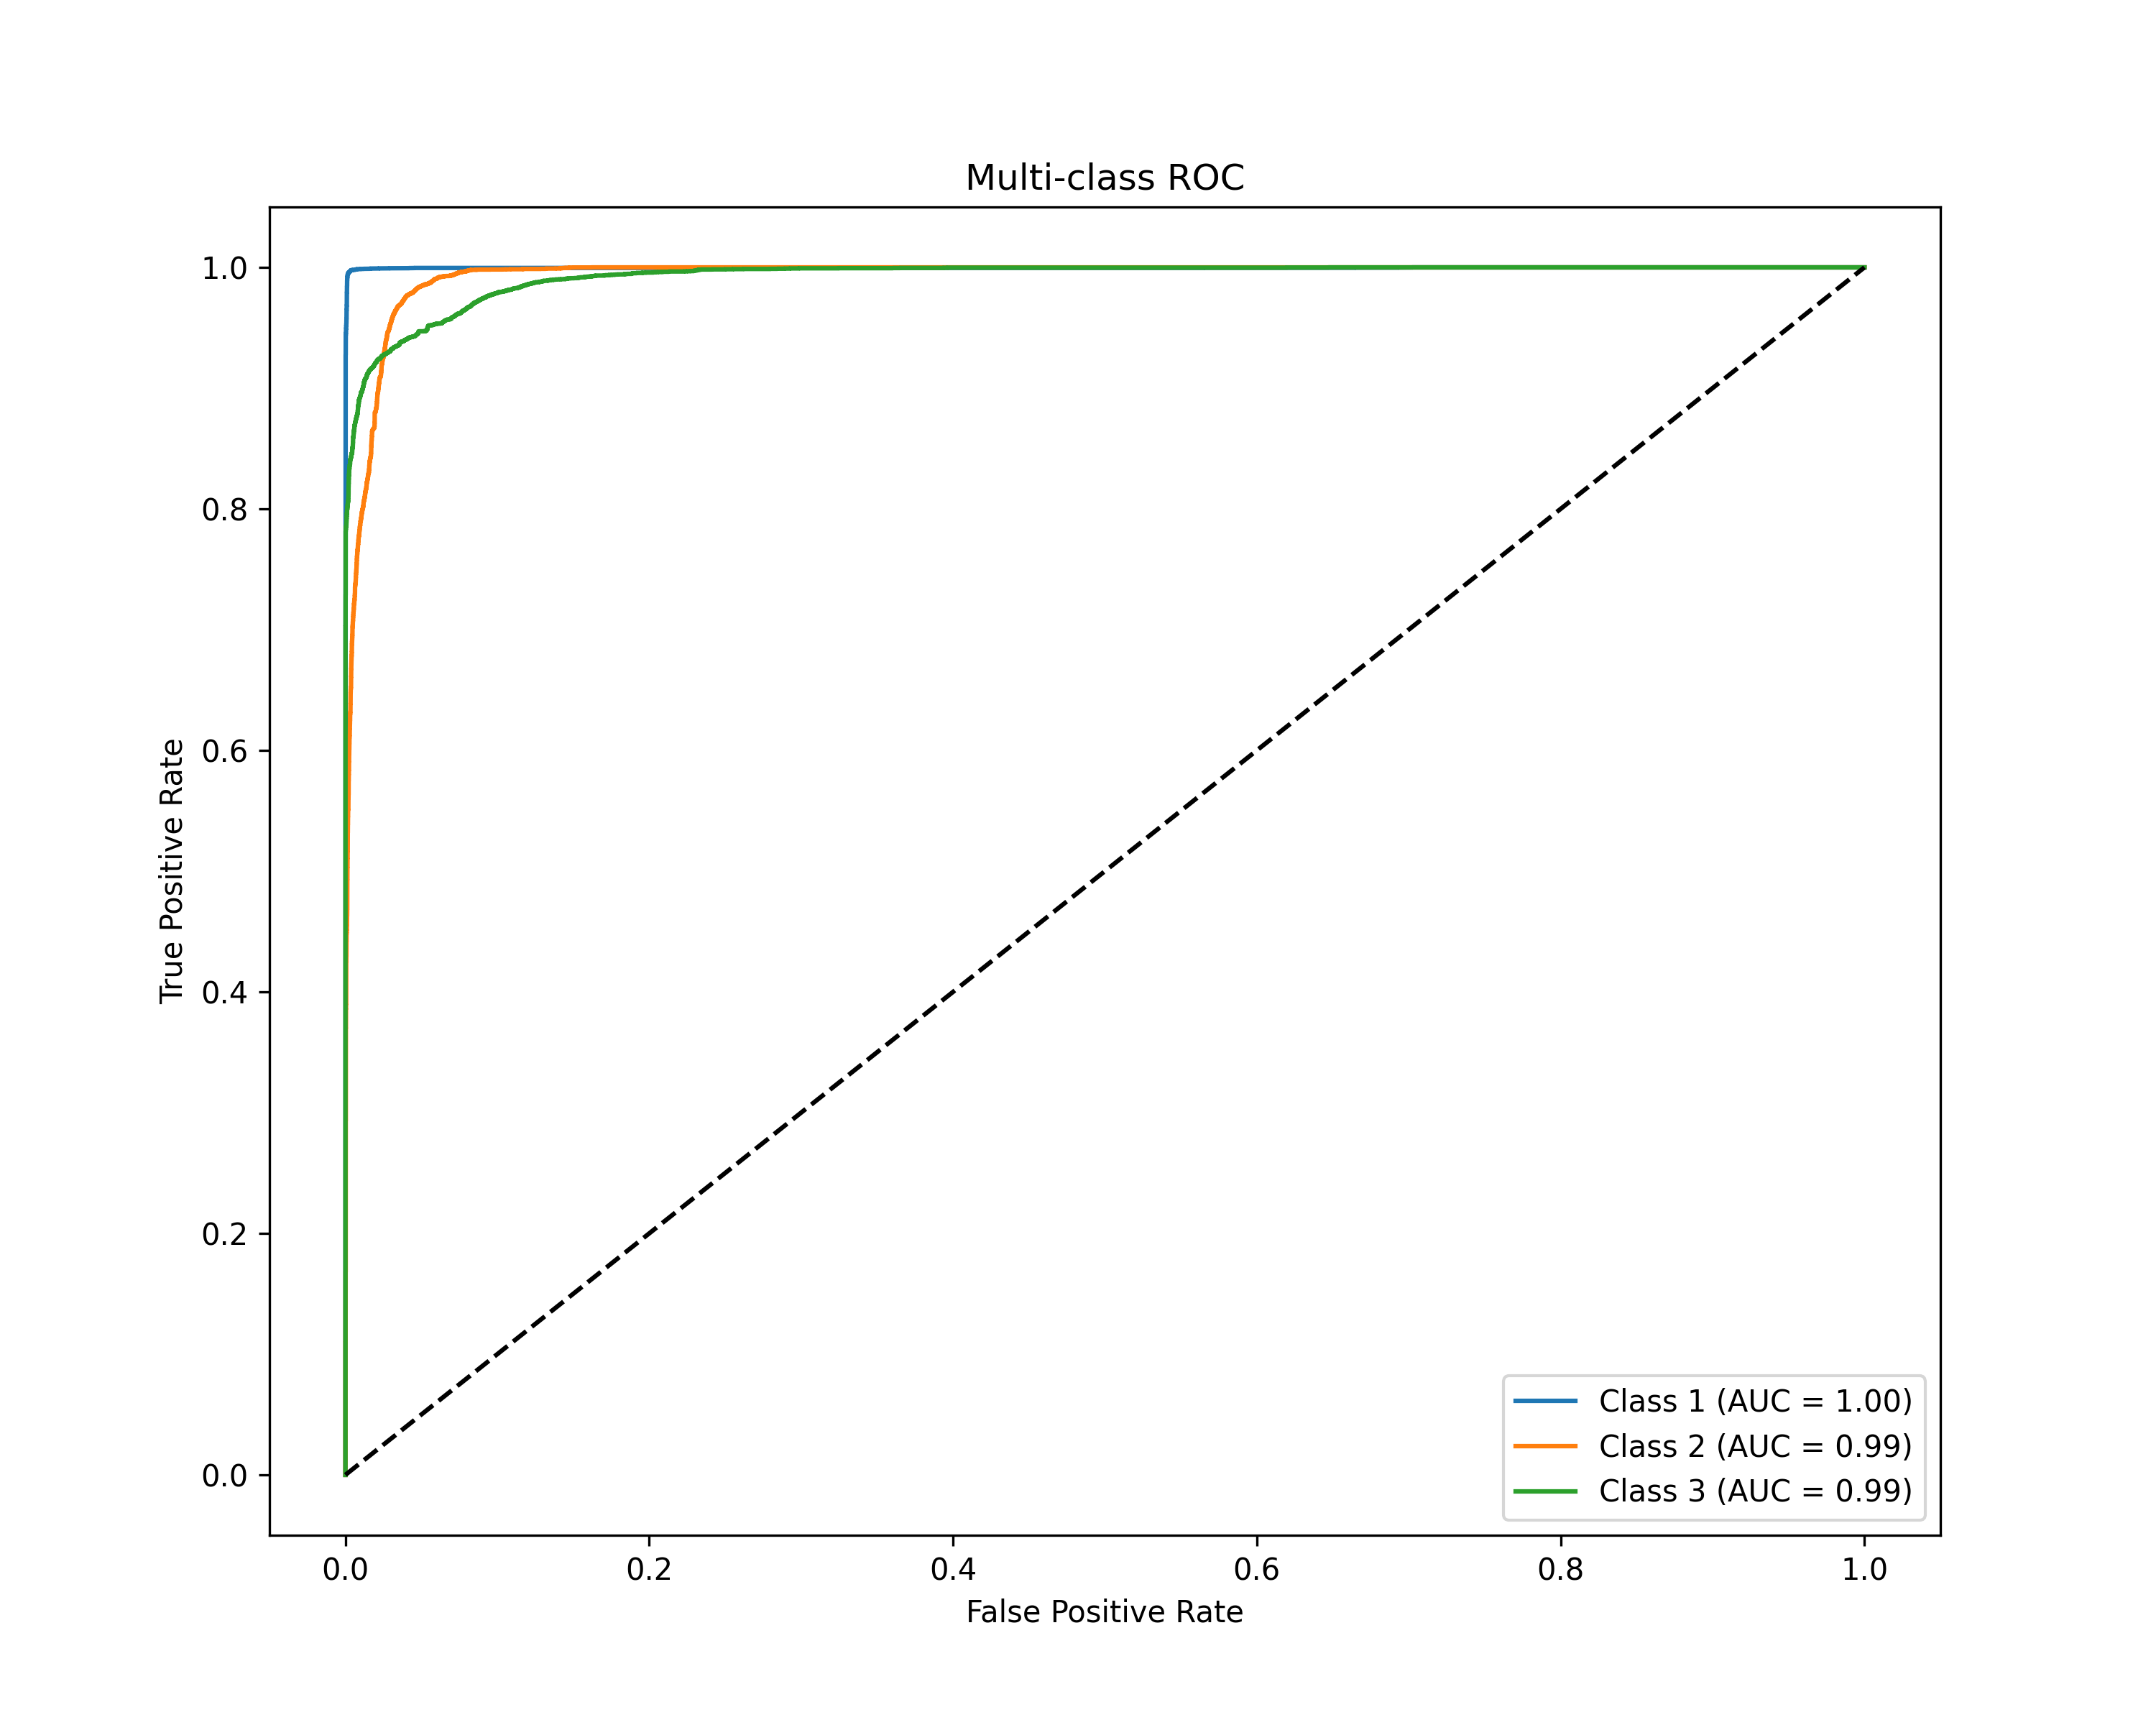 Multi-class ROC
True Positive Rate
1.0
0.8
0.6
0.4
0.2
0.0
0.0 0.2 0.4 0.6 0.8 1.0
False Positive Rate
Class 1 (AUC = 1.00)
Class 2 (AUC = 0.99)
Class 3 (AUC = 0.99)